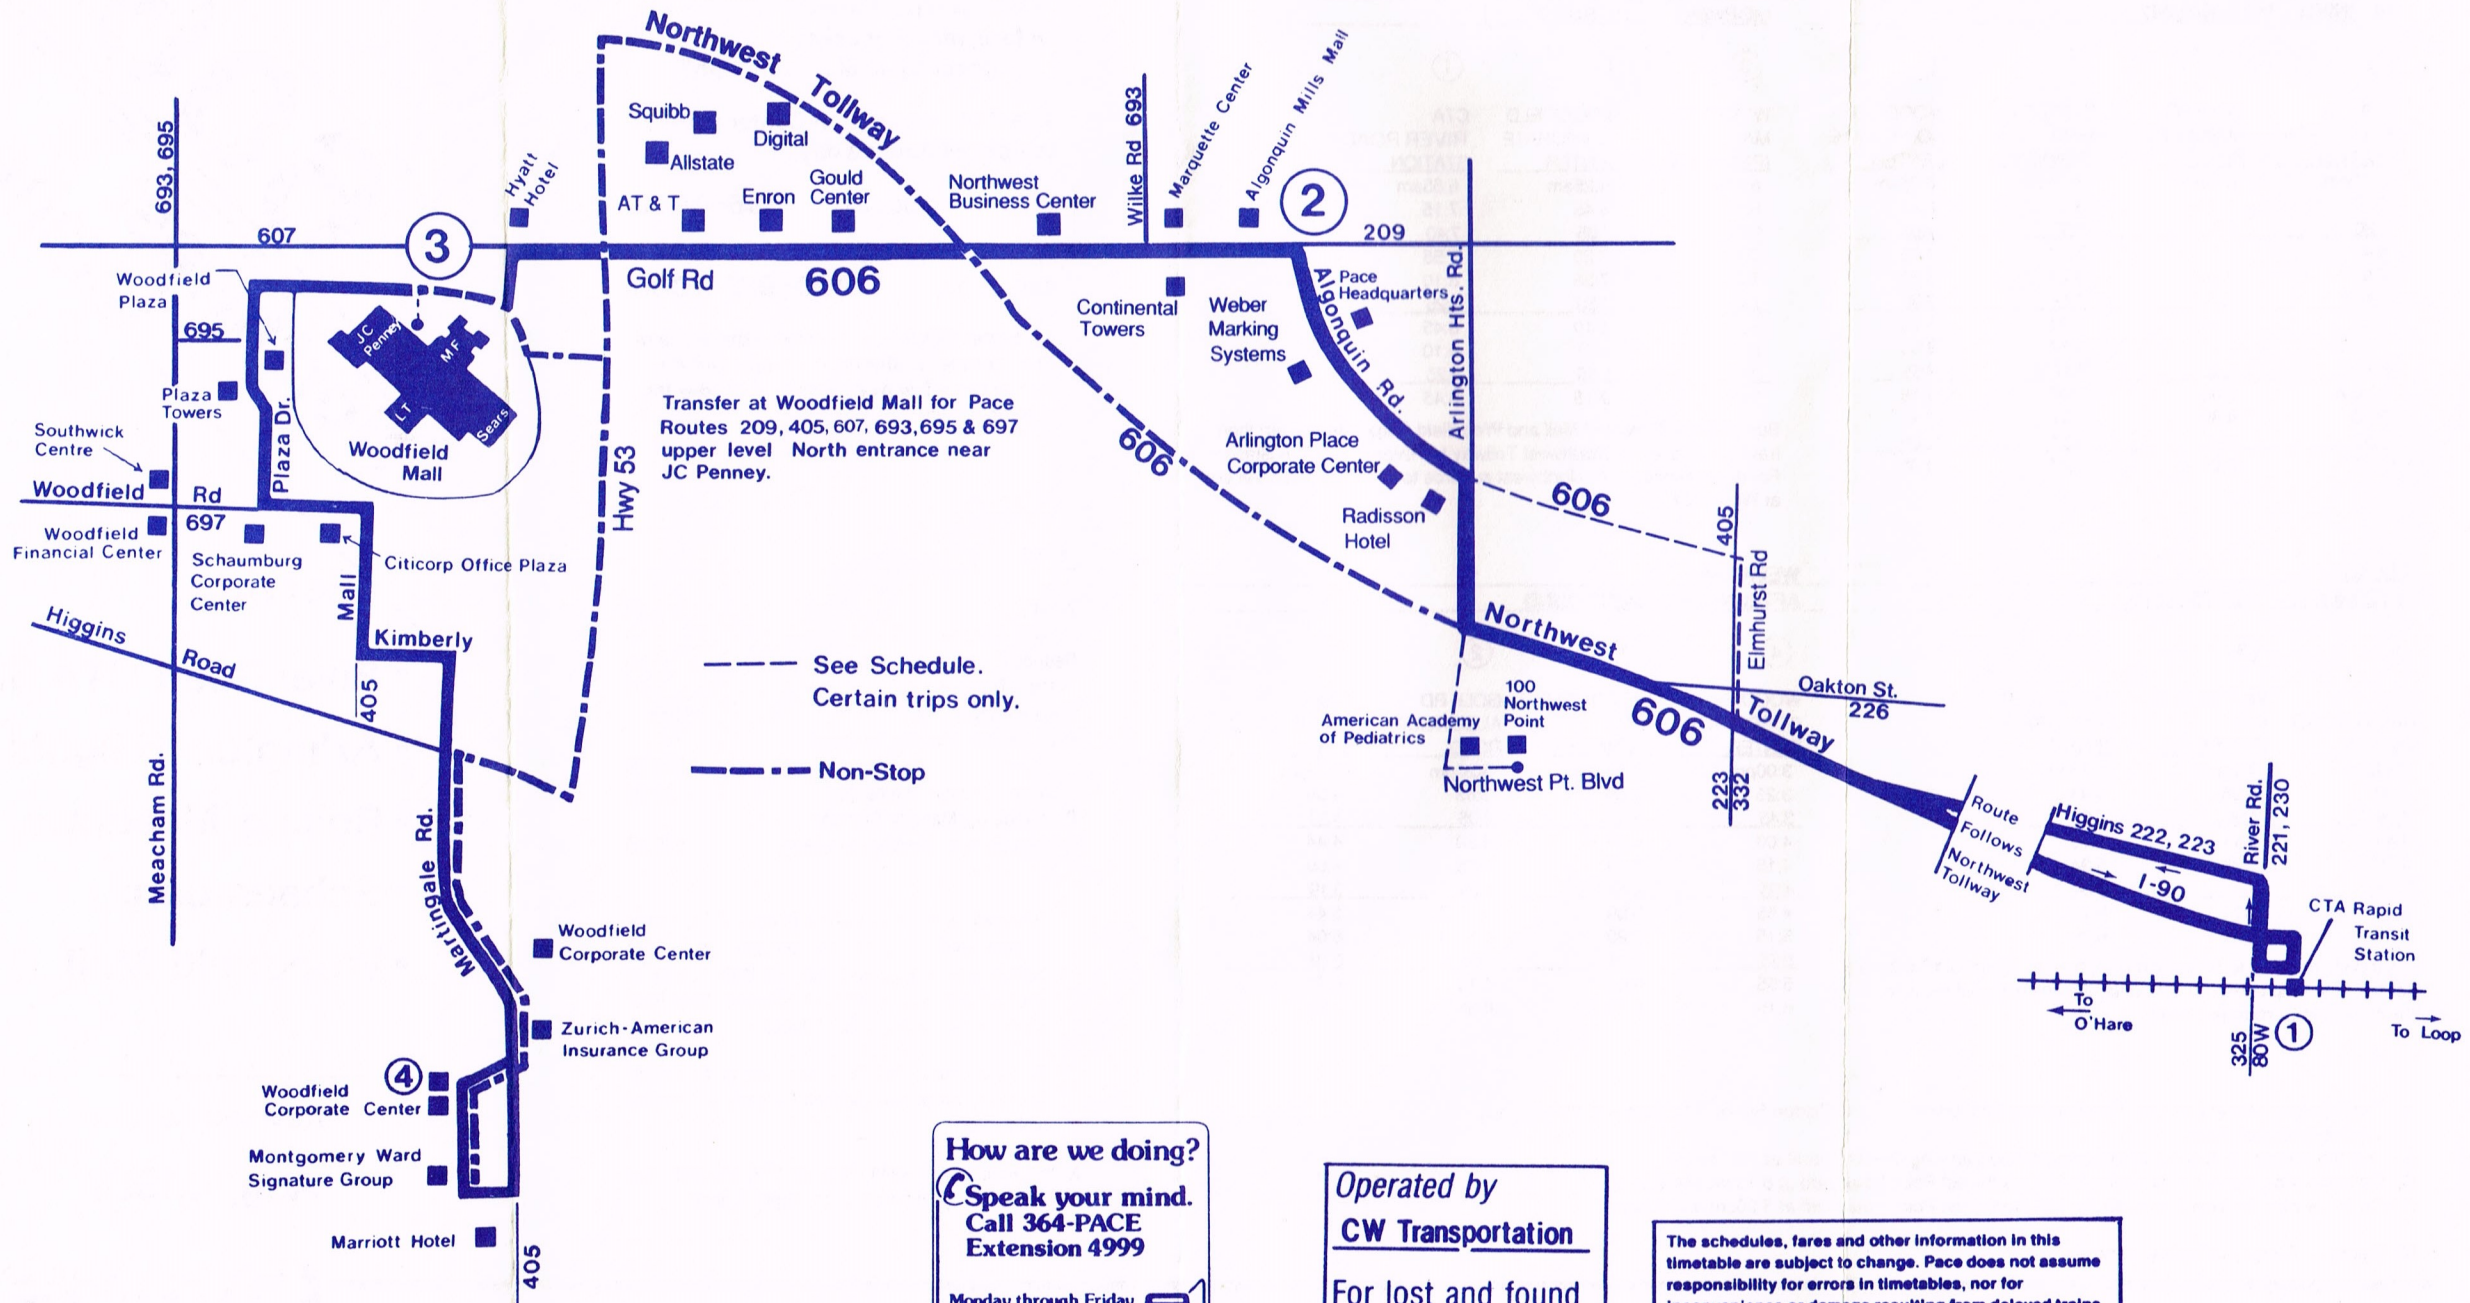 Northwest Tollway
693, 695
607
3
Hyatt
Hotel
Squibb
Digital
Allstate
AT & T
Enron
Gould
Center
Northwest
Business Center
Wilke Rd 693
Marquette Center
Algonquin Mills Mall
2
209
Arlington Hts. Rd.
Golf Rd
606
Woodfield
Plaza
695
Plaza
Towers
Plaza Dr.
JC
Penney
MF
LT
Sears
Woodfield
Mall
Southwick
Centre
Woodfield Rd
697
Woodfield
Financial Center
Schaumburg
Corporate
Center
Citicorp Office Plaza
Mall
Kimberly
405
Higgins Road
Meacham Rd.
Hwy 53
Transfer at Woodfield Mall for Pace
Routes 209, 405, 607, 693, 695 & 697
upper level North entrance near
JC Penney.
Continental
Towers
Weber
Marking
Systems
Algonquin Rd.
Pace
Headquarters
Arlington Place
Corporate Center
Radisson
Hotel
606
606
405
Elmhurst Rd
Northwest Tollway
606
Oakton St.
226
223
332
American Academy
of Pediatrics
100
Northwest
Point
Northwest Pt. Blvd
See Schedule.
Certain trips only.
Non-Stop
Martingale Rd.
Woodfield
Corporate Center
Zurich-American
Insurance Group
4
Woodfield
Corporate Center
Montgomery Ward
Signature Group
Marriott Hotel
405
Route
Follows
Northwest
Tollway
Higgins 222, 223
I-90
River Rd.
221, 230
CTA Rapid
Transit
Station
To
O'Hare
325
80W
1
To Loop
How are we doing?
Speak your mind.
Call 364-PACE
Extension 4999
Monday through Friday
Operated by
CW Transportation
For lost and found
The schedules, fares and other information in this
timetable are subject to change. Pace does not assume
responsibility for errors in timetables, nor for